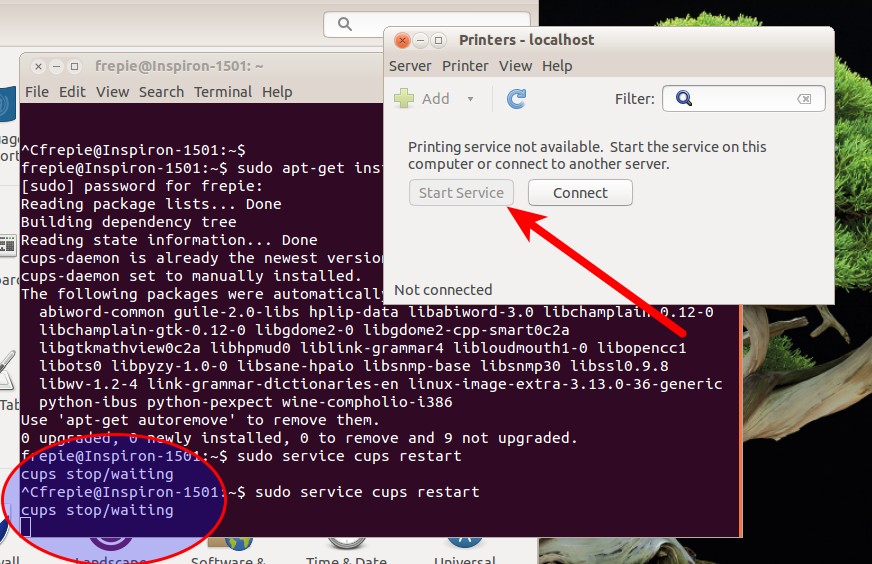 Printers - localhost
Server Printer View Help
Add
Filter:
Printing service not available. Start the service on this
computer or connect to another server.
Start Service Connect
Not connected
frepie@Inspiron-1501: ~
File Edit View Search Terminal Help
^Cfrepie@Inspiron-1501:~$
frepie@Inspiron-1501:~$ sudo apt-get inst
[sudo] password for frepie:
Reading package lists... Done
Building dependency tree
Reading state information... Done
cups-daemon is already the newest version
cups-daemon set to manually installed.
The following packages were automatically
abiword-common guile-2.0-libs hplip-data libabiword-3.0 libchamplain-0.12-0
libchamplain-gtk-0.12-0 libgdome2-0 libgdome2-cpp-smart0c2a
libgtkmathview0c2a libhpmud0 liblink-grammar4 libloudmouth1-0 libopencc1
libots0 libpyzy-1.0-0 libsane-hpaio libsnmp-base libsnmp30 libssl0.9.8
libwv-1.2-4 link-grammar-dictionaries-en linux-image-extra-3.13.0-36-generic
python-ibus python-pexpect wine-compholio-i386
Use 'apt-get autoremove' to remove them.
0 upgraded, 0 newly installed, 0 to remove and 9 not upgraded.
frepie@Inspiron-1501:~$ sudo service cups restart
cups stop/waiting
^Cfrepie@Inspiron-1501:~$ sudo service cups restart
cups stop/waiting
Landscape Software & Time & Date Universal